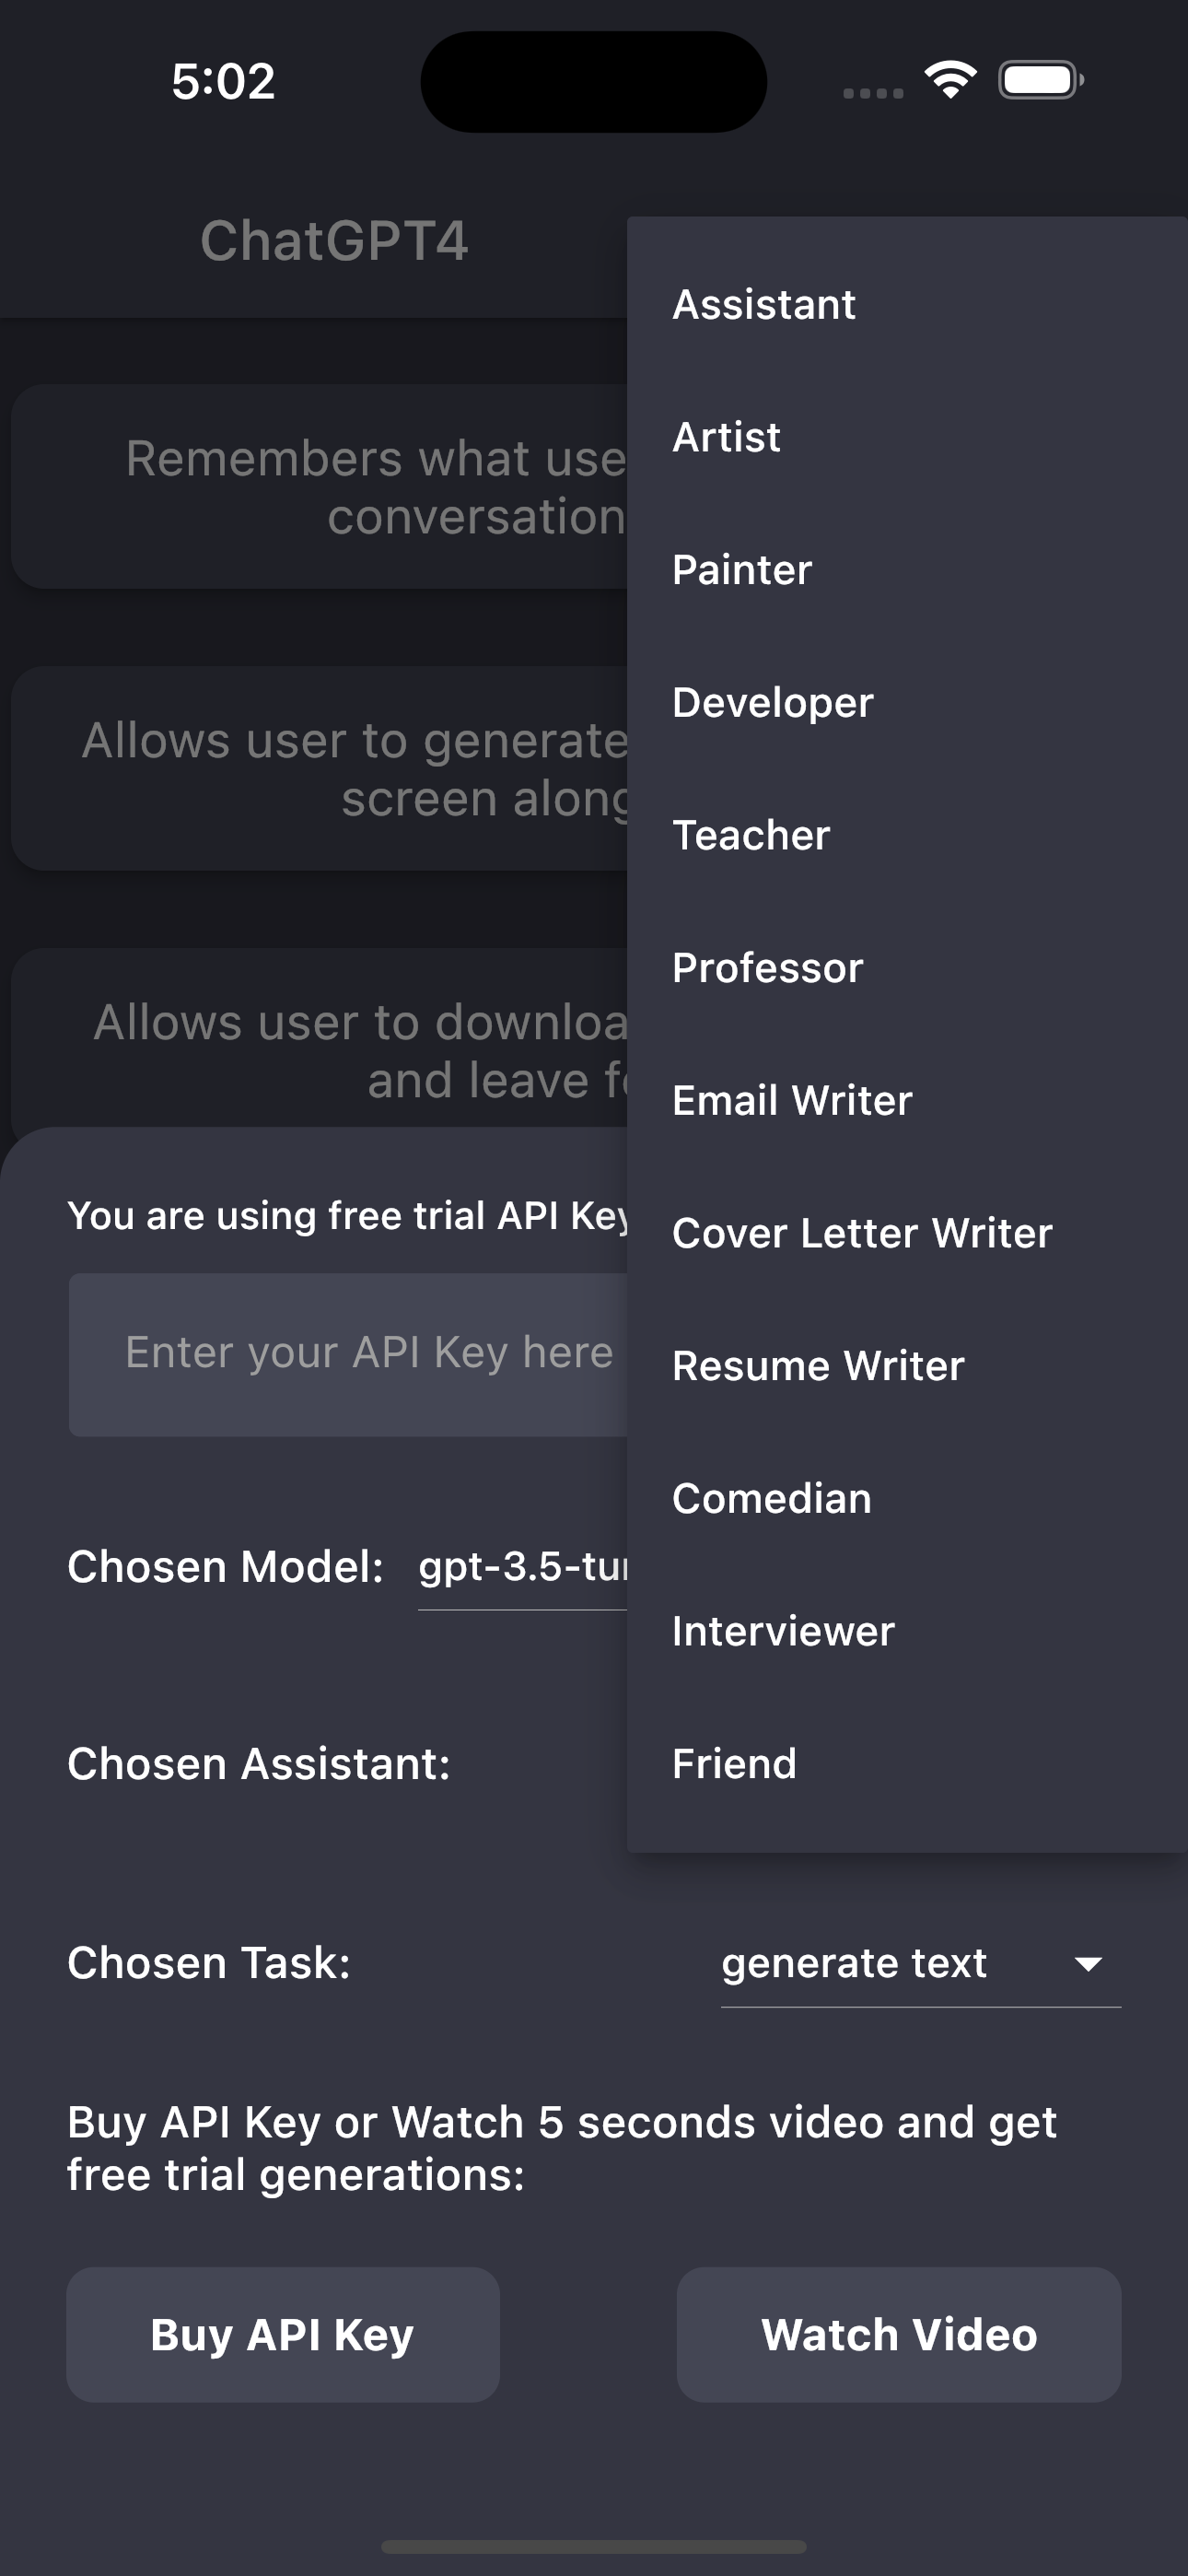 5:02
ChatGPT4
Remembers what use
conversation
Allows user to generate
screen along
Allows user to downloa
and leave
Assistant
Artist
Painter
Developer
Teacher
Professor
Email Writer
Cover Letter Writer
Resume Writer
Comedian
Interviewer
Friend
You are using free trial API Key
Enter your API Key here
Chosen Model: gpt-3.5-tur
Chosen Assistant:
Chosen Task: generate text
Buy API Key or Watch 5 seconds video and get
free trial generations:
Buy API Key
Watch Video